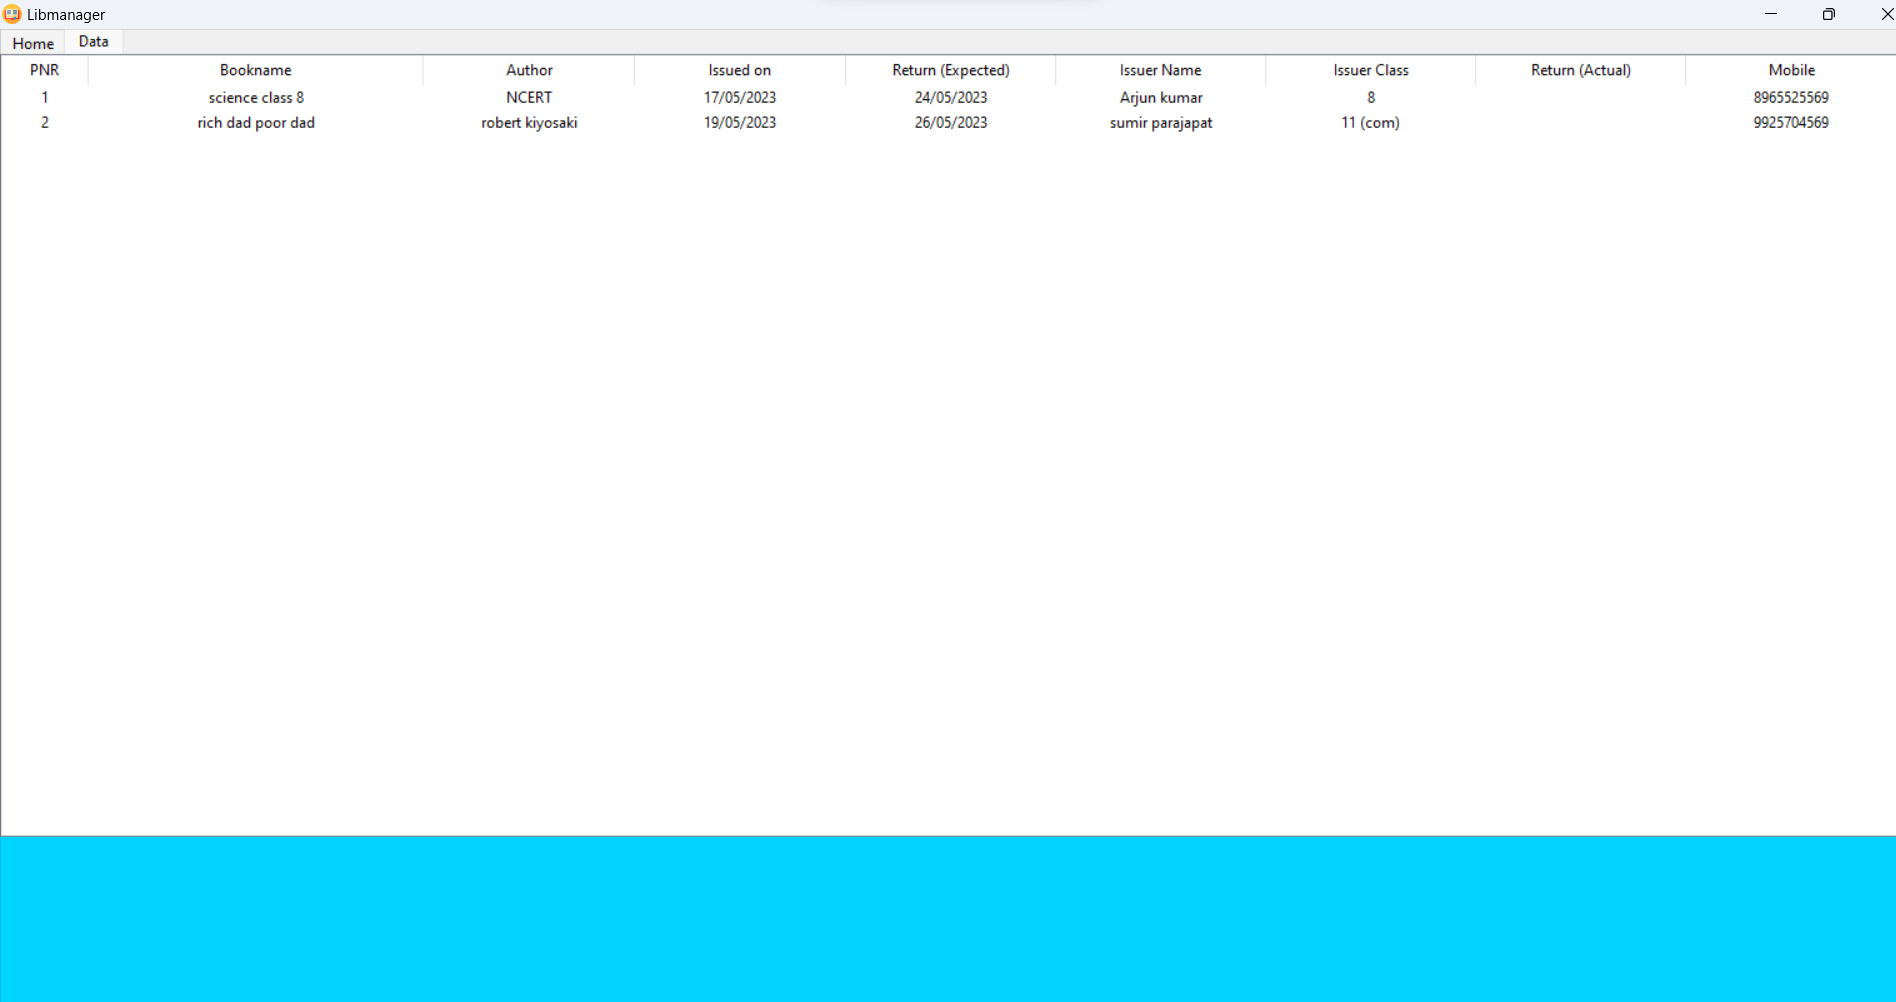 Libmanager
Home Data
PNR Bookname Author Issued on Return (Expected) Issuer Name Issuer Class Return (Actual) Mobile
1 science class 8 NCERT 17/05/2023 24/05/2023 Arjun kumar 8 8965525569
2 rich dad poor dad robert kiyosaki 19/05/2023 26/05/2023 sumir parajapat 11 (com) 9925704569